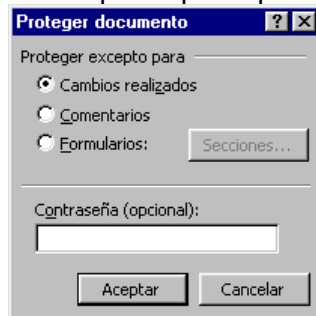 Proteger documento
Proteger excepto para
Cambios realizados
Comentarios
Formularios:
Secciones...
Contraseña (opcional):
Aceptar
Cancelar